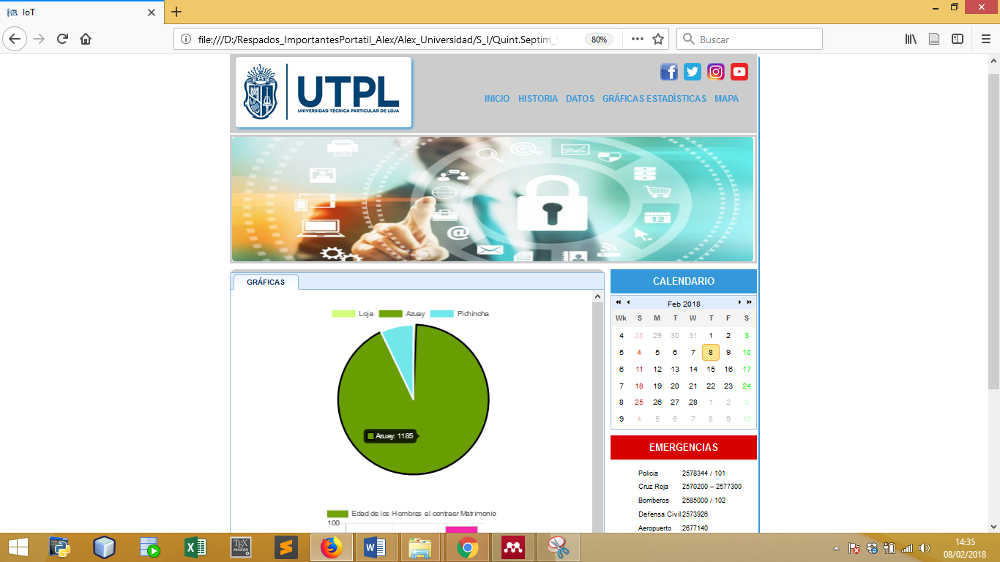 IoT
file:///D:/Respados_ImportantesPortatil_Alex/Alex_Universidad/S_I/Quint.Septim_S
80%
Buscar
UTPL
UNIVERSIDAD TÉCNICA PARTICULAR DE LOJA
INICIO HISTORIA DATOS GRÁFICAS ESTADÍSTICAS MAPA
12
@
GRÁFICAS
Loja Azuay Pichincha
Azuay: 1185
Edad de los Hombres al contraer Matrimonio
100
CALENDARIO
Feb 2018
Wk S M T W T F S
4 28 29 30 31 1 2 3
5 4 5 6 7 8 9 10
6 11 12 13 14 15 16 17
7 18 19 20 21 22 23 24
8 25 26 27 28 1 2 3
9 4 5 6 7 8 9 10
EMERGENCIAS
Policia 2578344 / 101
Cruz Roja 2570200 – 2577300
Bomberos 2585000 / 102
Defensa Civil 2573926
Aeropuerto 2677140
TEX
MAKER
14:35
08/02/2018